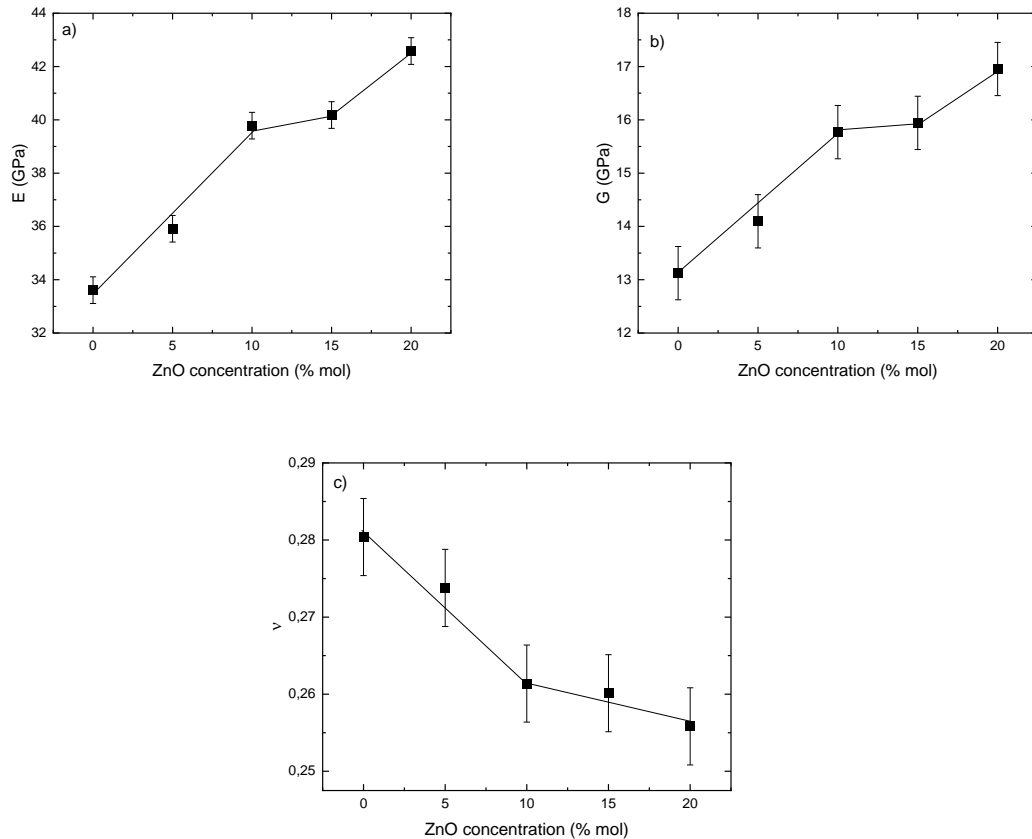 a)
E (GPa)
42
40
38
36
34
32
0 5 10 15 20
ZnO concentration (% mol)
b)
G (GPa)
18
17
16
15
14
13
12
0 5 10 15 20
ZnO concentration (% mol)
c)
ν
0,29
0,28
0,27
0,26
0,25
0 5 10 15 20
ZnO concentration (% mol)